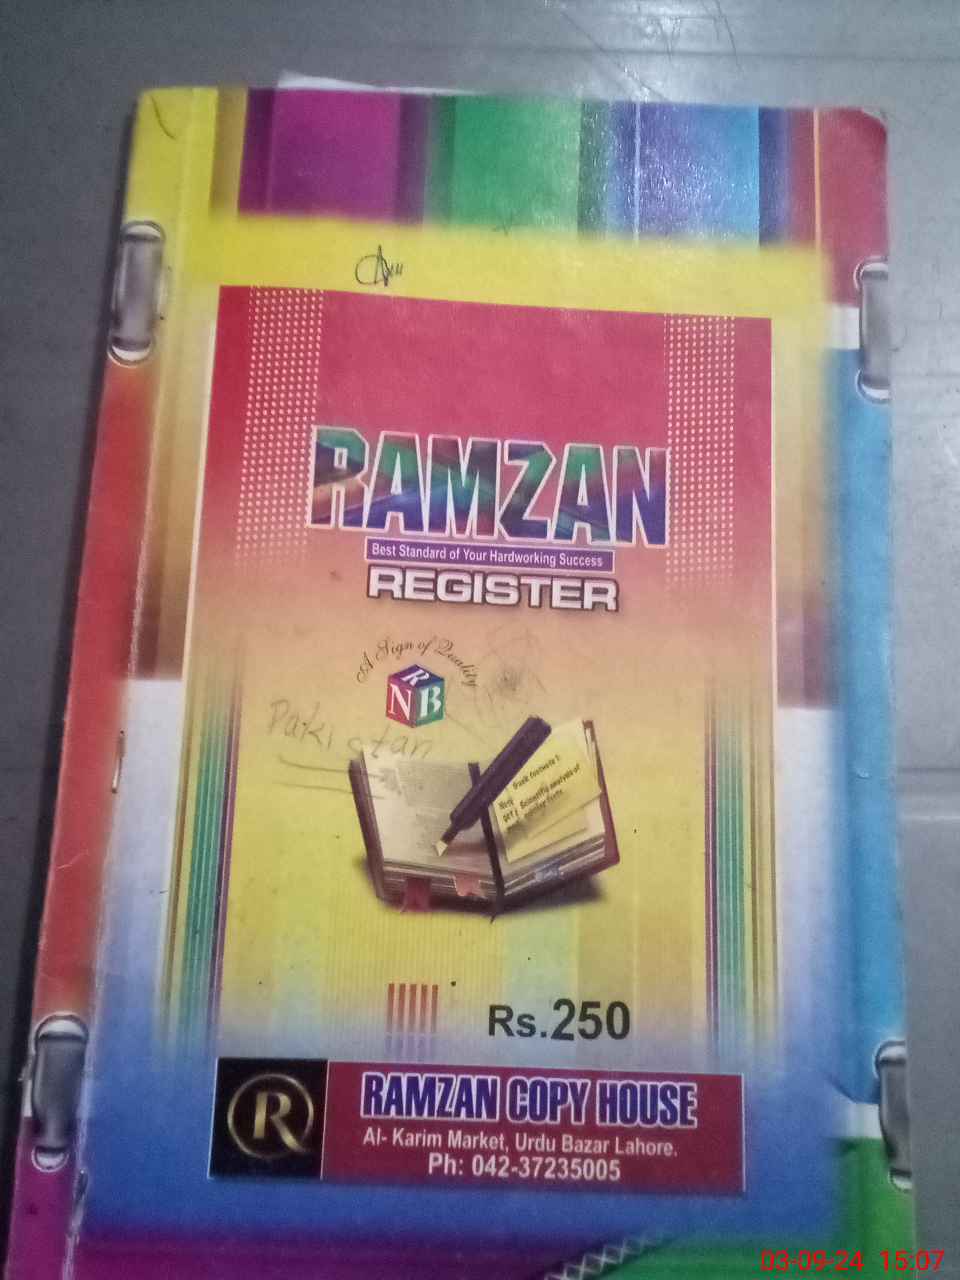 RAMZAN
Best Standard of Your Hardworking Success
REGISTER
A Sign of Quality
N R B
Pakistan
Rs.250
R
RAMZAN COPY HOUSE
Al- Karim Market, Urdu Bazar Lahore.
Ph: 042-37235005
03-09-24 15:07